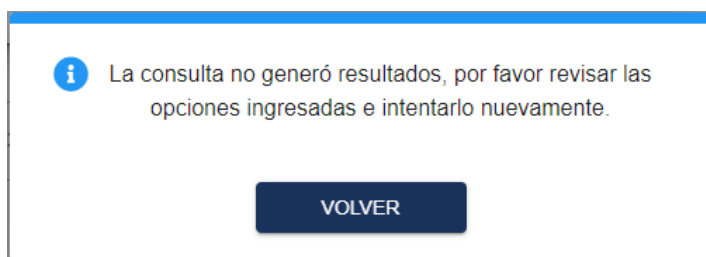 La consulta no generó resultados, por favor revisar las
opciones ingresadas e intentarlo nuevamente.
VOLVER